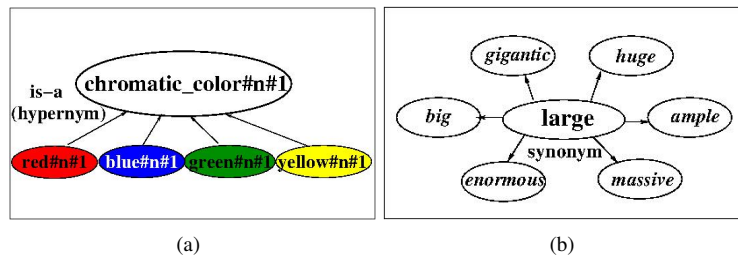 chromatic_color#n#1
is-a
(hypernym)
red#n#1
blue#n#1
green#n#1
yellow#n#1
(a)
gigantic
huge
big
large
ample
synonym
enormous
massive
(b)